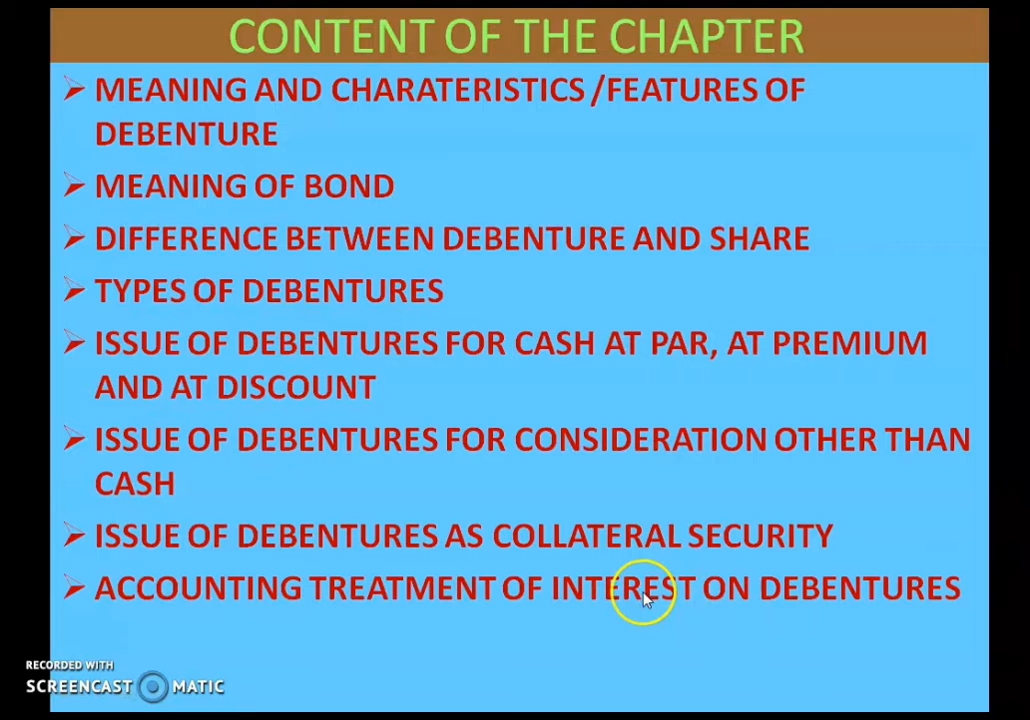 CONTENT OF THE CHAPTER
MEANING AND CHARATERISTICS /FEATURES OF
DEBENTURE
MEANING OF BOND
DIFFERENCE BETWEEN DEBENTURE AND SHARE
TYPES OF DEBENTURES
ISSUE OF DEBENTURES FOR CASH AT PAR, AT PREMIUM
AND AT DISCOUNT
ISSUE OF DEBENTURES FOR CONSIDERATION OTHER THAN
CASH
ISSUE OF DEBENTURES AS COLLATERAL SECURITY
ACCOUNTING TREATMENT OF INTEREST ON DEBENTURES
RECORDED WITH
SCREENCAST MATIC